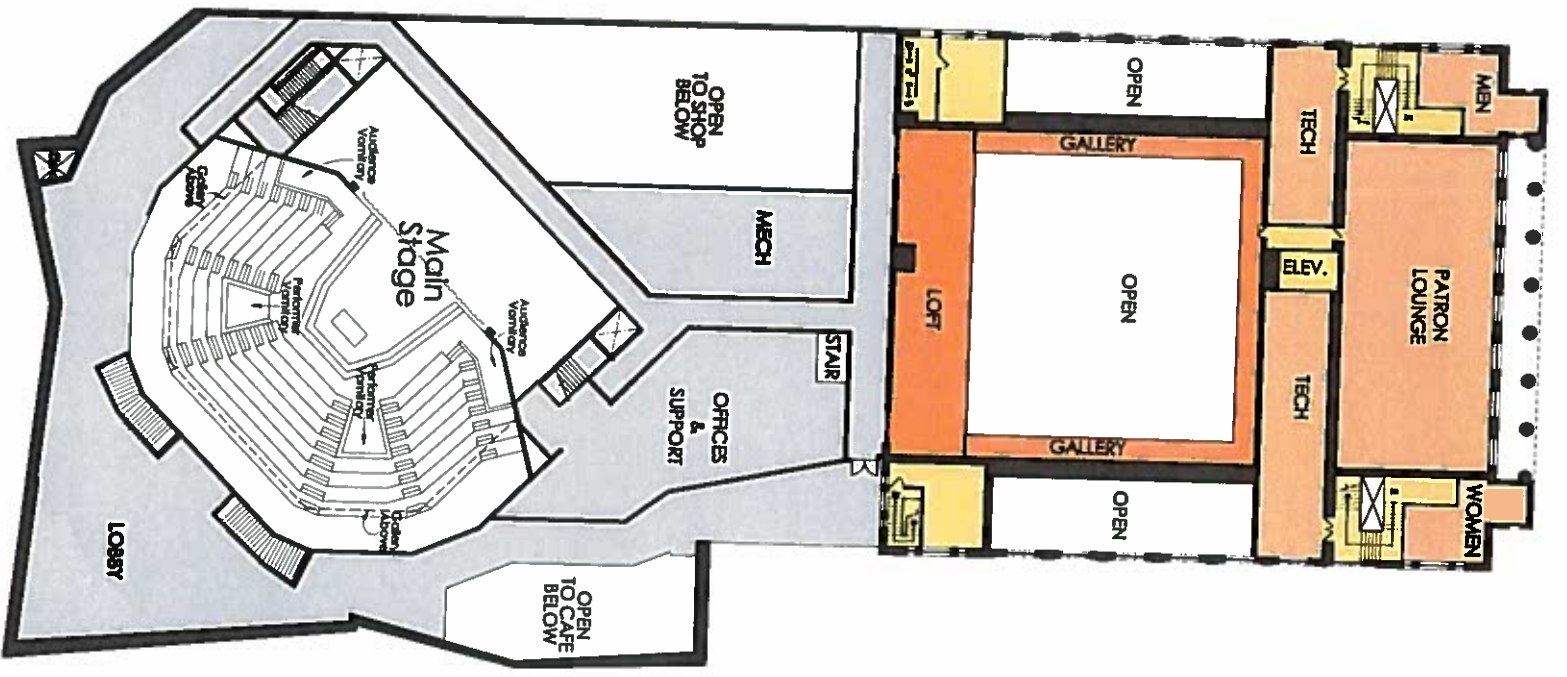 OPEN
TO SHOP
BELOW
MECH
Audience
Vomitory
Gallery
Above
Main
Stage
Performer
Vomitory
Audience
Vomitory
Performer
Vomitory
Gallery
Above
STAIR
OFFICES
&
SUPPORT
LOBBY
OPEN
TO CAFE
BELOW
OPEN
GALLERY
LOFT
OPEN
GALLERY
OPEN
TECH
ELEV.
TECH
MEN
PATRON
LOUNGE
WOMEN